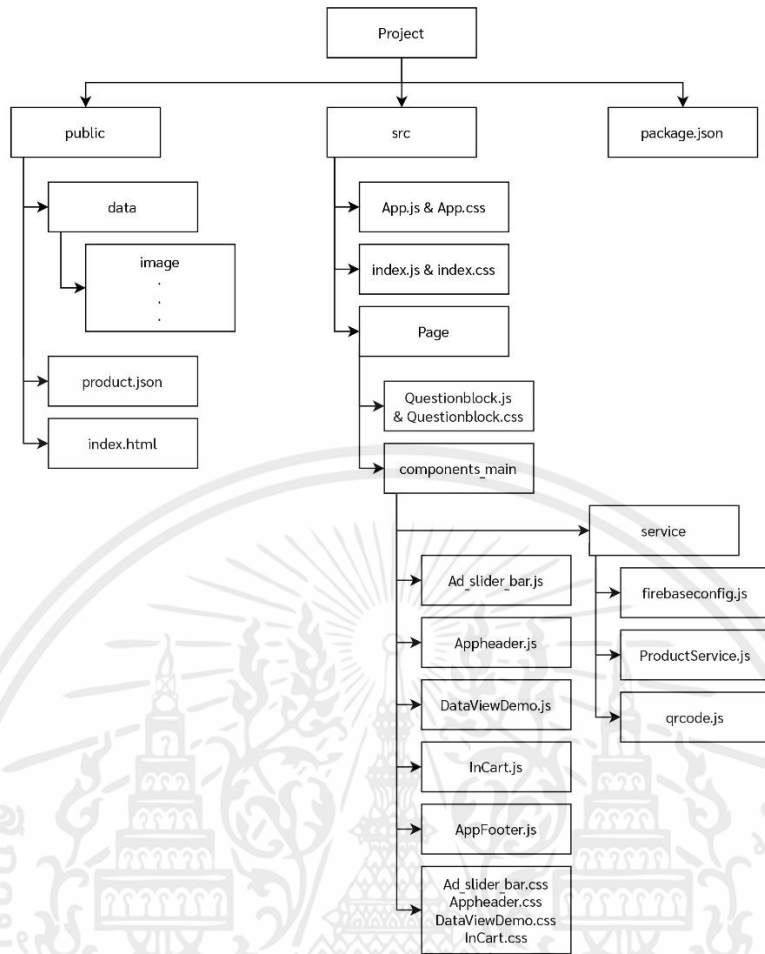 Project
public
src
package.json
data
image
.
.
.
product.json
index.html
App.js & App.css
index.js & index.css
Page
Questionblock.js
& Questionblock.css
components_main
service
firebaseconfig.js
ProductService.js
qrcode.js
Ad_slider_bar.js
Appheader.js
DataViewDemo.js
InCart.js
AppFooter.js
Ad_slider_bar.css
Appheader.css
DataViewDemo.css
InCart.css